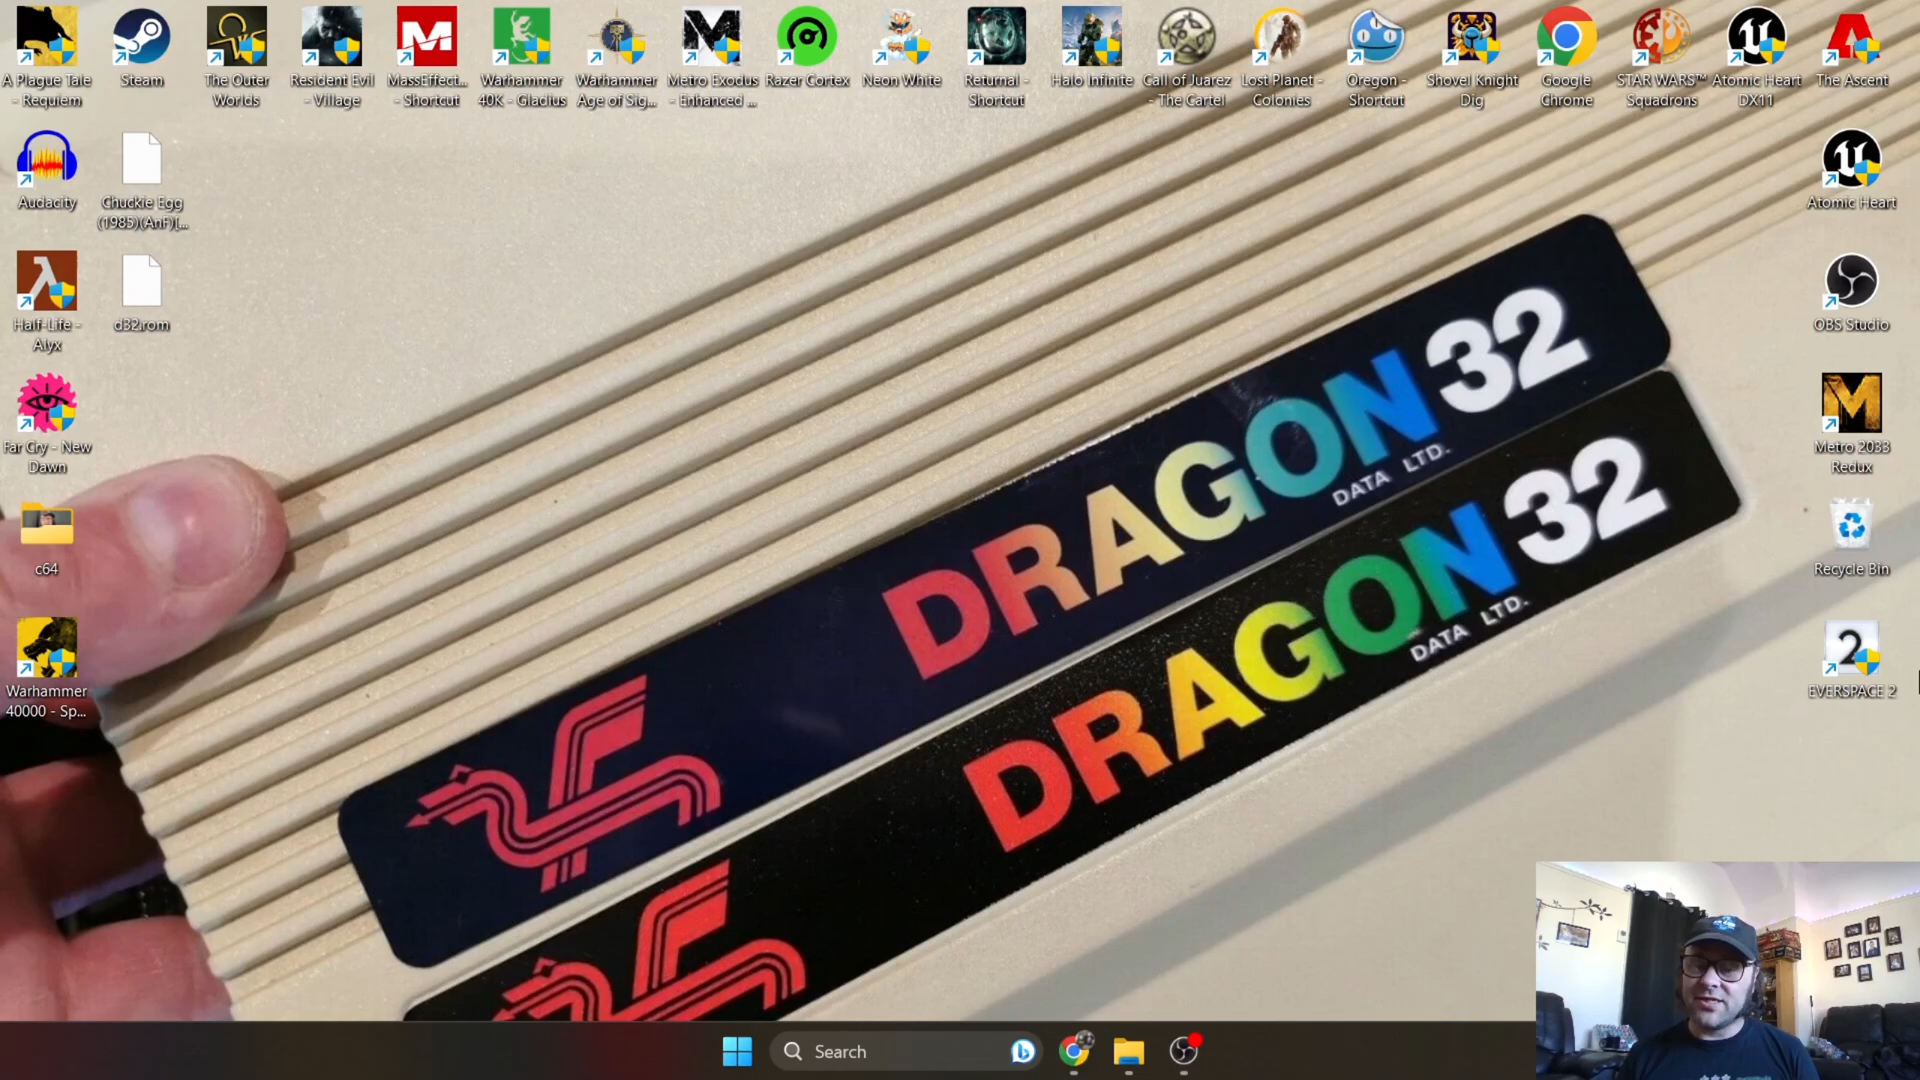 A Plague Tale
- Requiem
Steam
The Outer
Worlds
Resident Evil
- Village
MassEffect...
- Shortcut
Warhammer
40K - Gladius
Warhammer
Age of Sig...
Metro Exodus
- Enhanced ...
Razer Cortex
Neon White
Returnal -
Shortcut
Halo Infinite
Call of Juarez
- The Cartel
Lost Planet -
Colonies
Oregon -
Shortcut
Shovel Knight
Dig
Google
Chrome
STAR WARS™
Squadrons
Atomic Heart
DX11
The Ascent
Audacity
Chuckie Egg
(1985)(AnF)[...
Atomic Heart
Half-Life -
Alyx
d32.rom
OBS Studio
Far Cry - New
Dawn
Metro 2033
Redux
c64
Recycle Bin
Warhammer
40000 - Sp...
EVERSPACE 2
DRAGON 32
DATA LTD.
DRAGON 32
DATA LTD.
Search